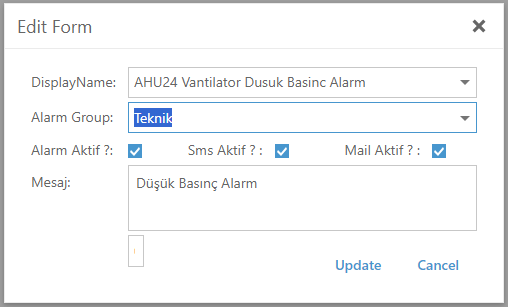 Edit Form
DisplayName: AHU24 Vantilator Dusuk Basinc Alarm
Alarm Group: Teknik
Alarm Aktif ?: Sms Aktif ? : Mail Aktif ? :
Mesaj: Düşük Basınç Alarm
Update Cancel